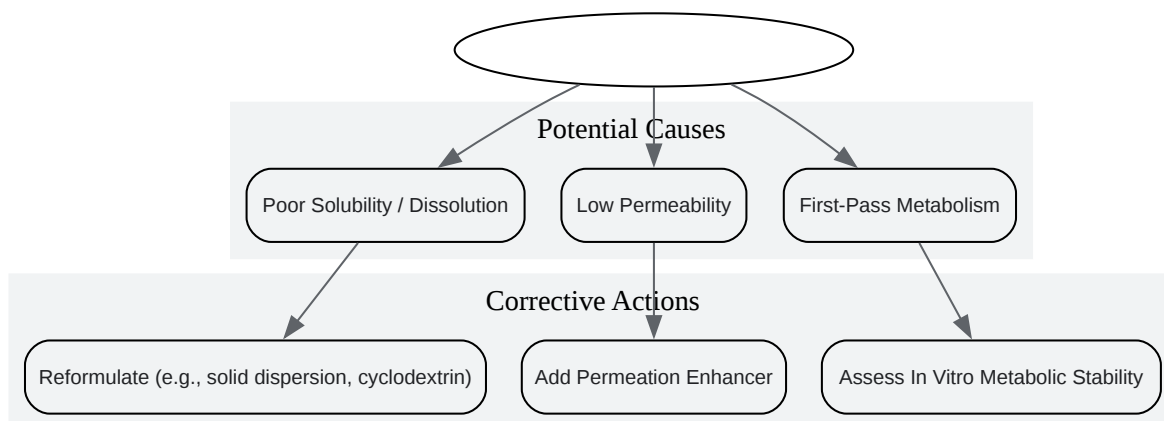 Potential Causes
Poor Solubility / Dissolution
Low Permeability
First-Pass Metabolism
Corrective Actions
Reformulate (e.g., solid dispersion, cyclodextrin)
Add Permeation Enhancer
Assess In Vitro Metabolic Stability